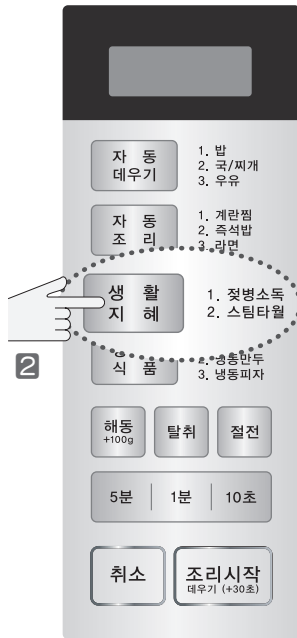 자 동
데우기
1. 밥
2. 국/찌개
3. 우유
자 동
조 리
1. 계란찜
2. 즉석밥
3. 라면
생 활
지 혜
1. 젖병소독
2. 스팀타월
2
식 품
2. 냉동만두
3. 냉동피자
해동
+100g
탈취
절전
5분
1분
10초
취소
조리시작
데우기 (+30초)